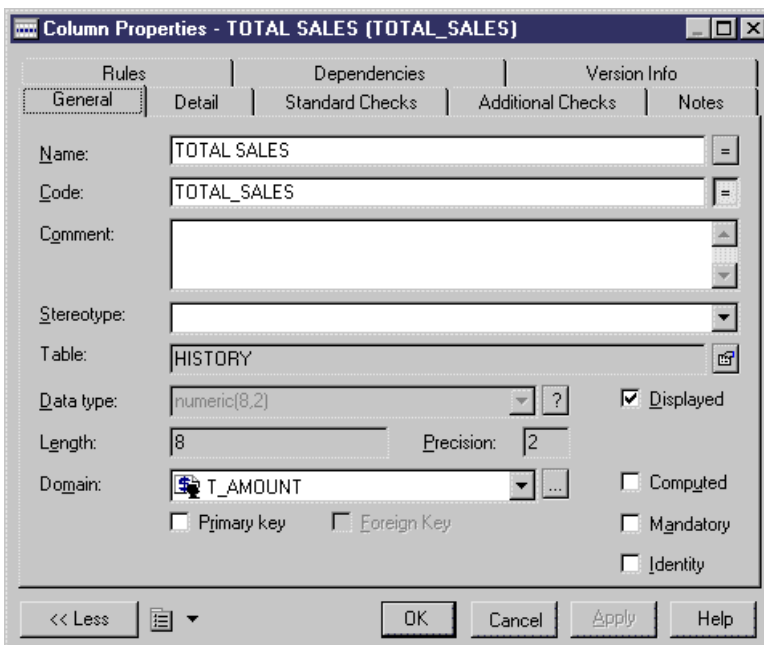 Column Properties - TOTAL SALES (TOTAL_SALES)
Rules Dependencies Version Info
General Detail Standard Checks Additional Checks Notes
Name: TOTAL SALES =
Code: TOTAL_SALES =
Comment:
Stereotype:
Table: HISTORY
Data type: numeric(8,2) ? Displayed
Length: 8 Precision: 2
Domain: T_AMOUNT ... Computed
Primary key Foreign Key Mandatory
Identity
<< Less OK Cancel Apply Help